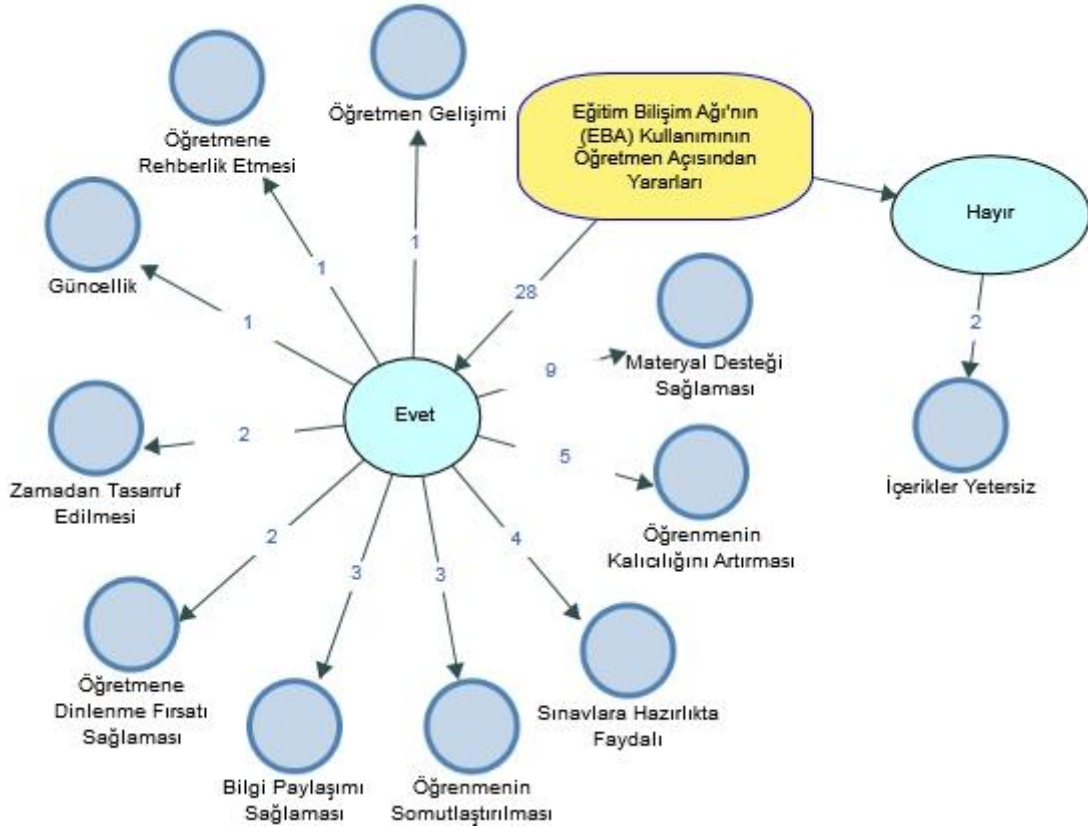 Eğitim Bilişim Ağı'nın
(EBA) Kullanımının
Öğretmen Açısından
Yararları
Hayır
2
İçerikler Yetersiz
28
Evet
1
Öğretmen Gelişimi
1
Öğretmene
Rehberlik Etmesi
1
Güncellik
2
Zamadan Tasarruf
Edilmesi
2
Öğretmene
Dinlenme Fırsatı
Sağlaması
3
Bilgi Paylaşımı
Sağlaması
3
Öğrenmenin
Somutlaştırılması
4
Sınavlara Hazırlıkta
Faydalı
5
Öğrenmenin
Kalıcılığını Artırması
9
Materyal Desteği
Sağlaması